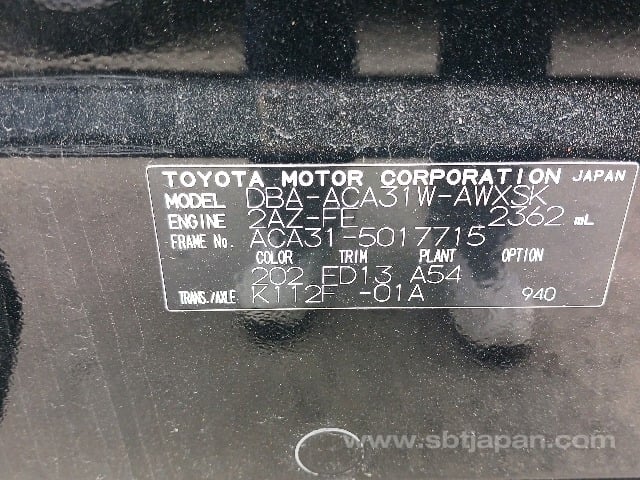 TOYOTA MOTOR CORPORATION JAPAN
MODEL DBA-ACA31W-AWXSK
ENGINE 2AZ-FE 2362 mL
FRAME No. ACA31-5017715
COLOR TRIM PLANT OPTION
202 FD13 A54
TRANS./AXLE K112F -01A 940
www.sbtjapan.com